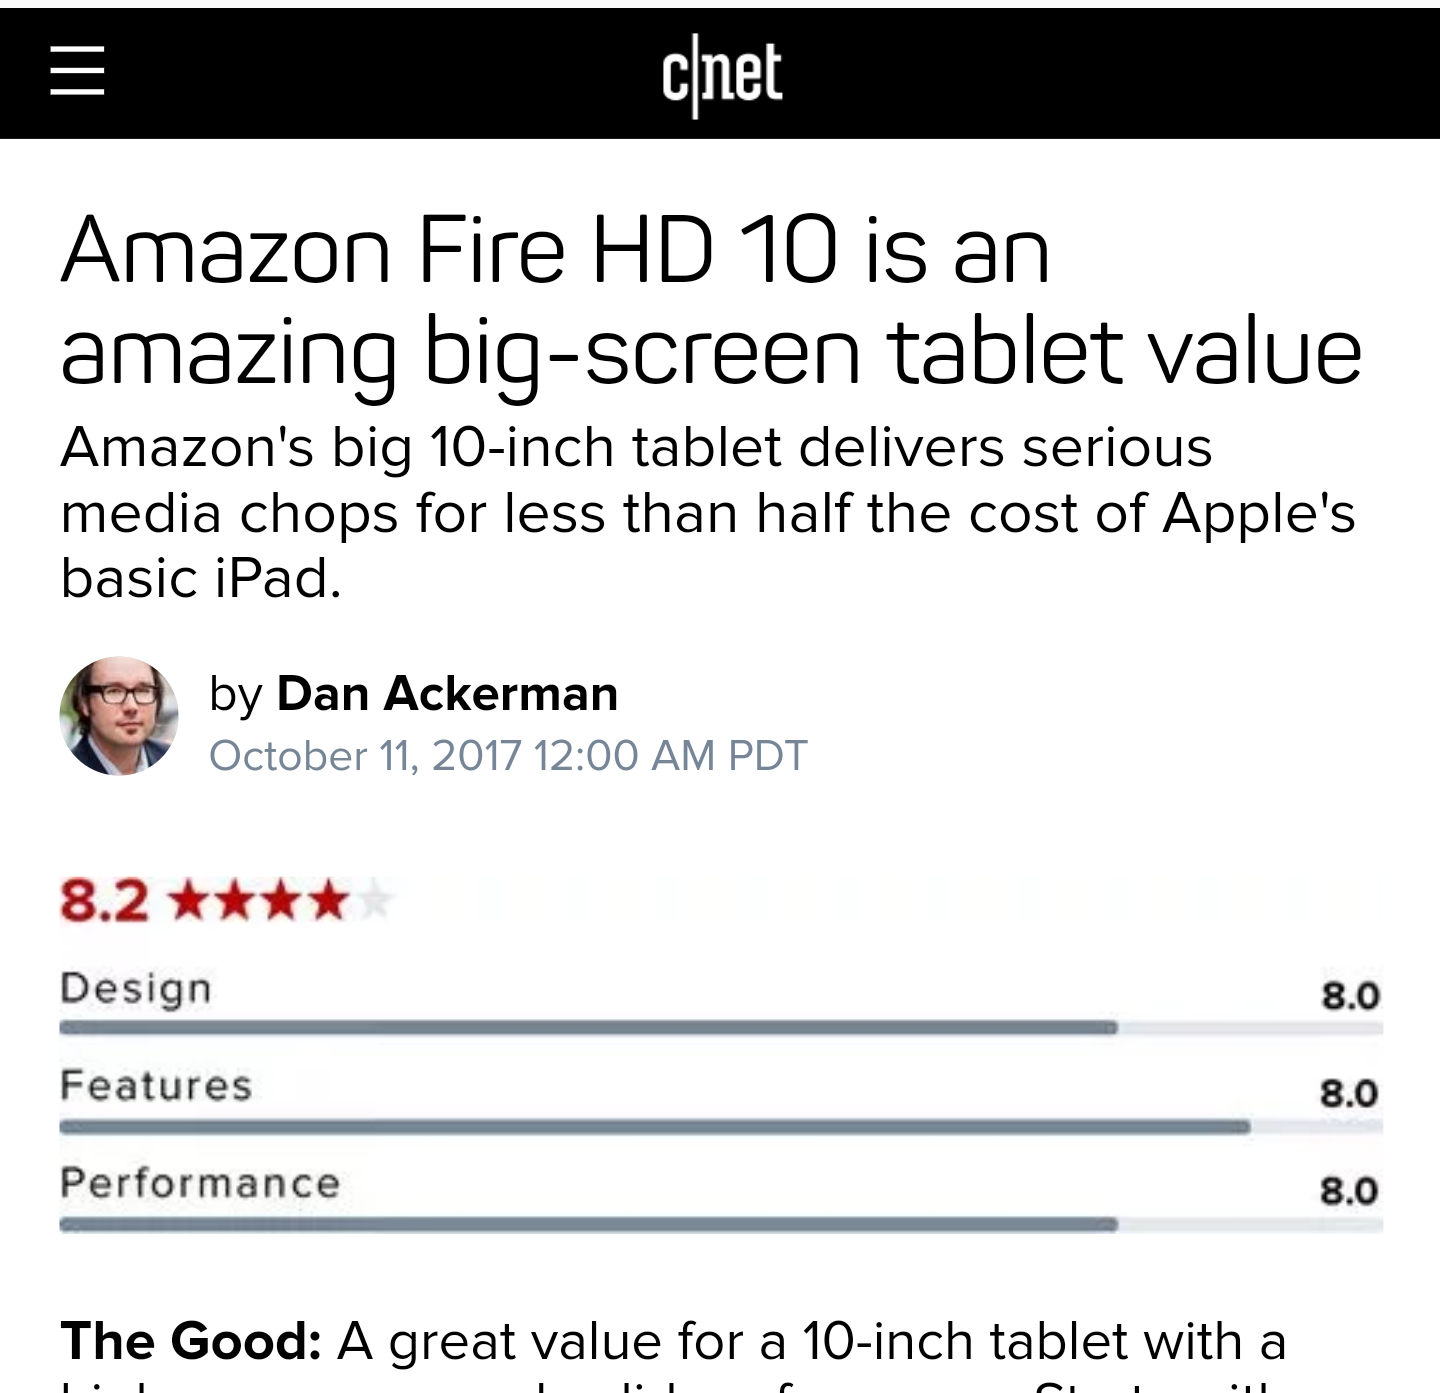 c|net
Amazon Fire HD 10 is an
amazing big-screen tablet value
Amazon's big 10-inch tablet delivers serious
media chops for less than half the cost of Apple's
basic iPad.
by Dan Ackerman
October 11, 2017 12:00 AM PDT
8.2 ★★★★★
Design 8.0
Features 8.0
Performance 8.0
The Good: A great value for a 10-inch tablet with a